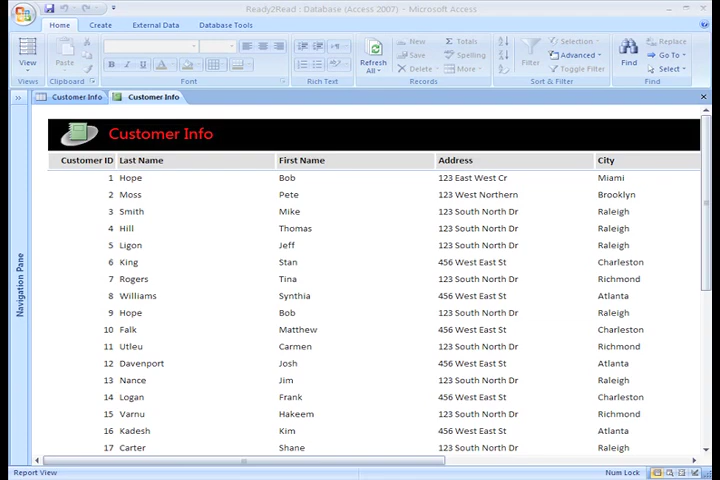 Ready2Read : Database (Access 2007) - Microsoft Access
Home Create External Data Database Tools
View Paste Refresh All Filter Find
New Save Delete
Totals Spelling More
Selection Advanced Toggle Filter
Replace Go To Select
Views Clipboard Font Rich Text Records Sort & Filter Find
Customer Info Customer Info
Navigation Pane
Customer Info
Customer ID Last Name First Name Address City
1 Hope Bob 123 East West Cr Miami
2 Moss Pete 123 West Northern Brooklyn
3 Smith Mike 123 South North Dr Raleigh
4 Hill Thomas 123 South North Dr Raleigh
5 Ligon Jeff 123 South North Dr Raleigh
6 King Stan 456 West East St Charleston
7 Rogers Tina 123 South North Dr Richmond
8 Williams Synthia 456 West East St Atlanta
9 Hope Bob 123 South North Dr Raleigh
10 Falk Matthew 456 West East St Charleston
11 Utleu Carmen 123 South North Dr Richmond
12 Davenport Josh 456 West East St Atlanta
13 Nance Jim 123 South North Dr Raleigh
14 Logan Frank 456 West East St Charleston
15 Varnu Hakeem 123 South North Dr Richmond
16 Kadesh Kim 456 West East St Atlanta
17 Carter Shane 123 South North Dr Raleigh
Report View Num Lock